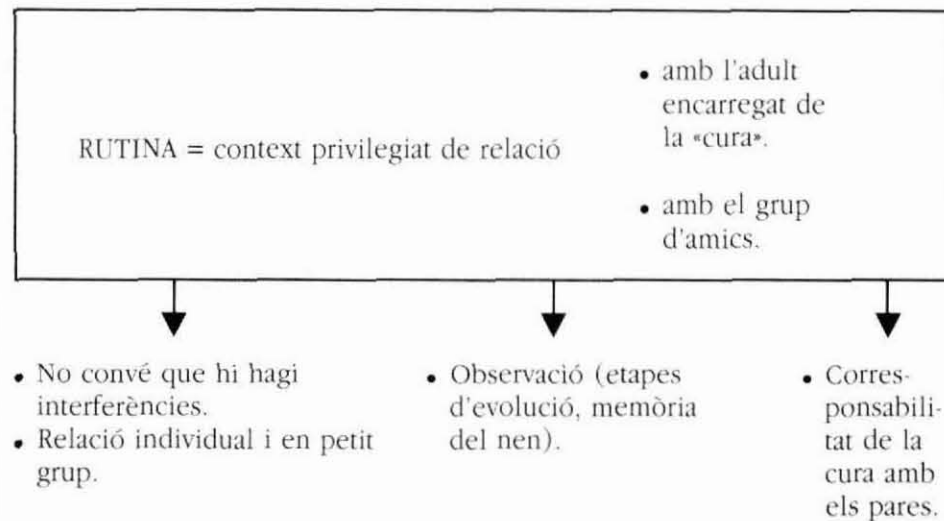 • amb l'adult
encarregat de
la «cura».
RUTINA = context privilegiat de relació
• amb el grup
d'amics.
• No convé que hi hagi
interferències.
• Relació individual i en petit
grup.
• Observació (etapes
d'evolució, memòria
del nen).
• Corres-
ponsabili-
tat de la
cura amb
els pares.